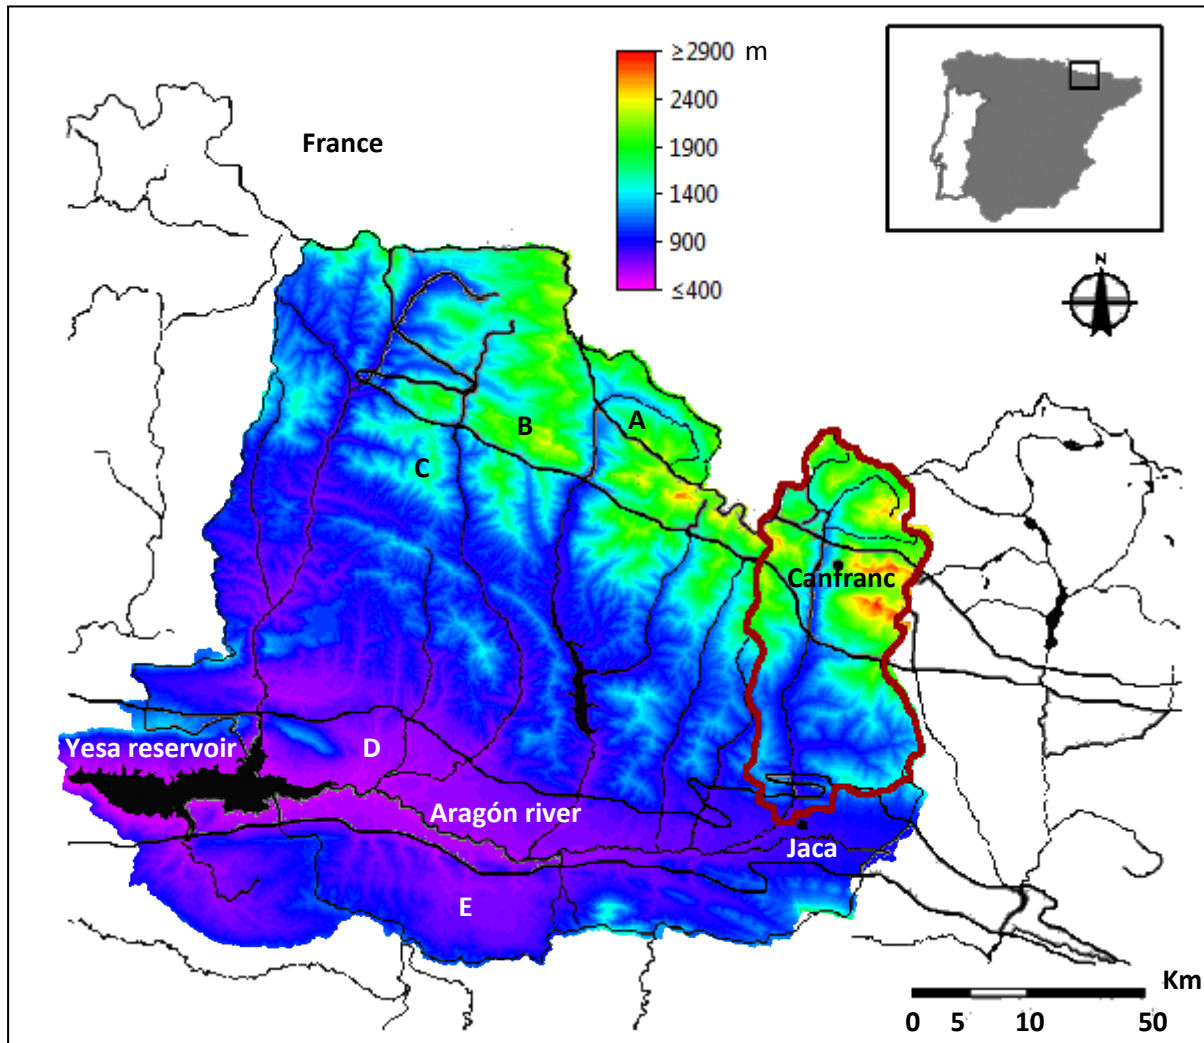 ≥2900 m
2400
1900
1400
900
≤400
France
N
A
B
C
Canfranc
Yesa reservoir
D
Aragón river
Jaca
E
Km
0 5 10 50